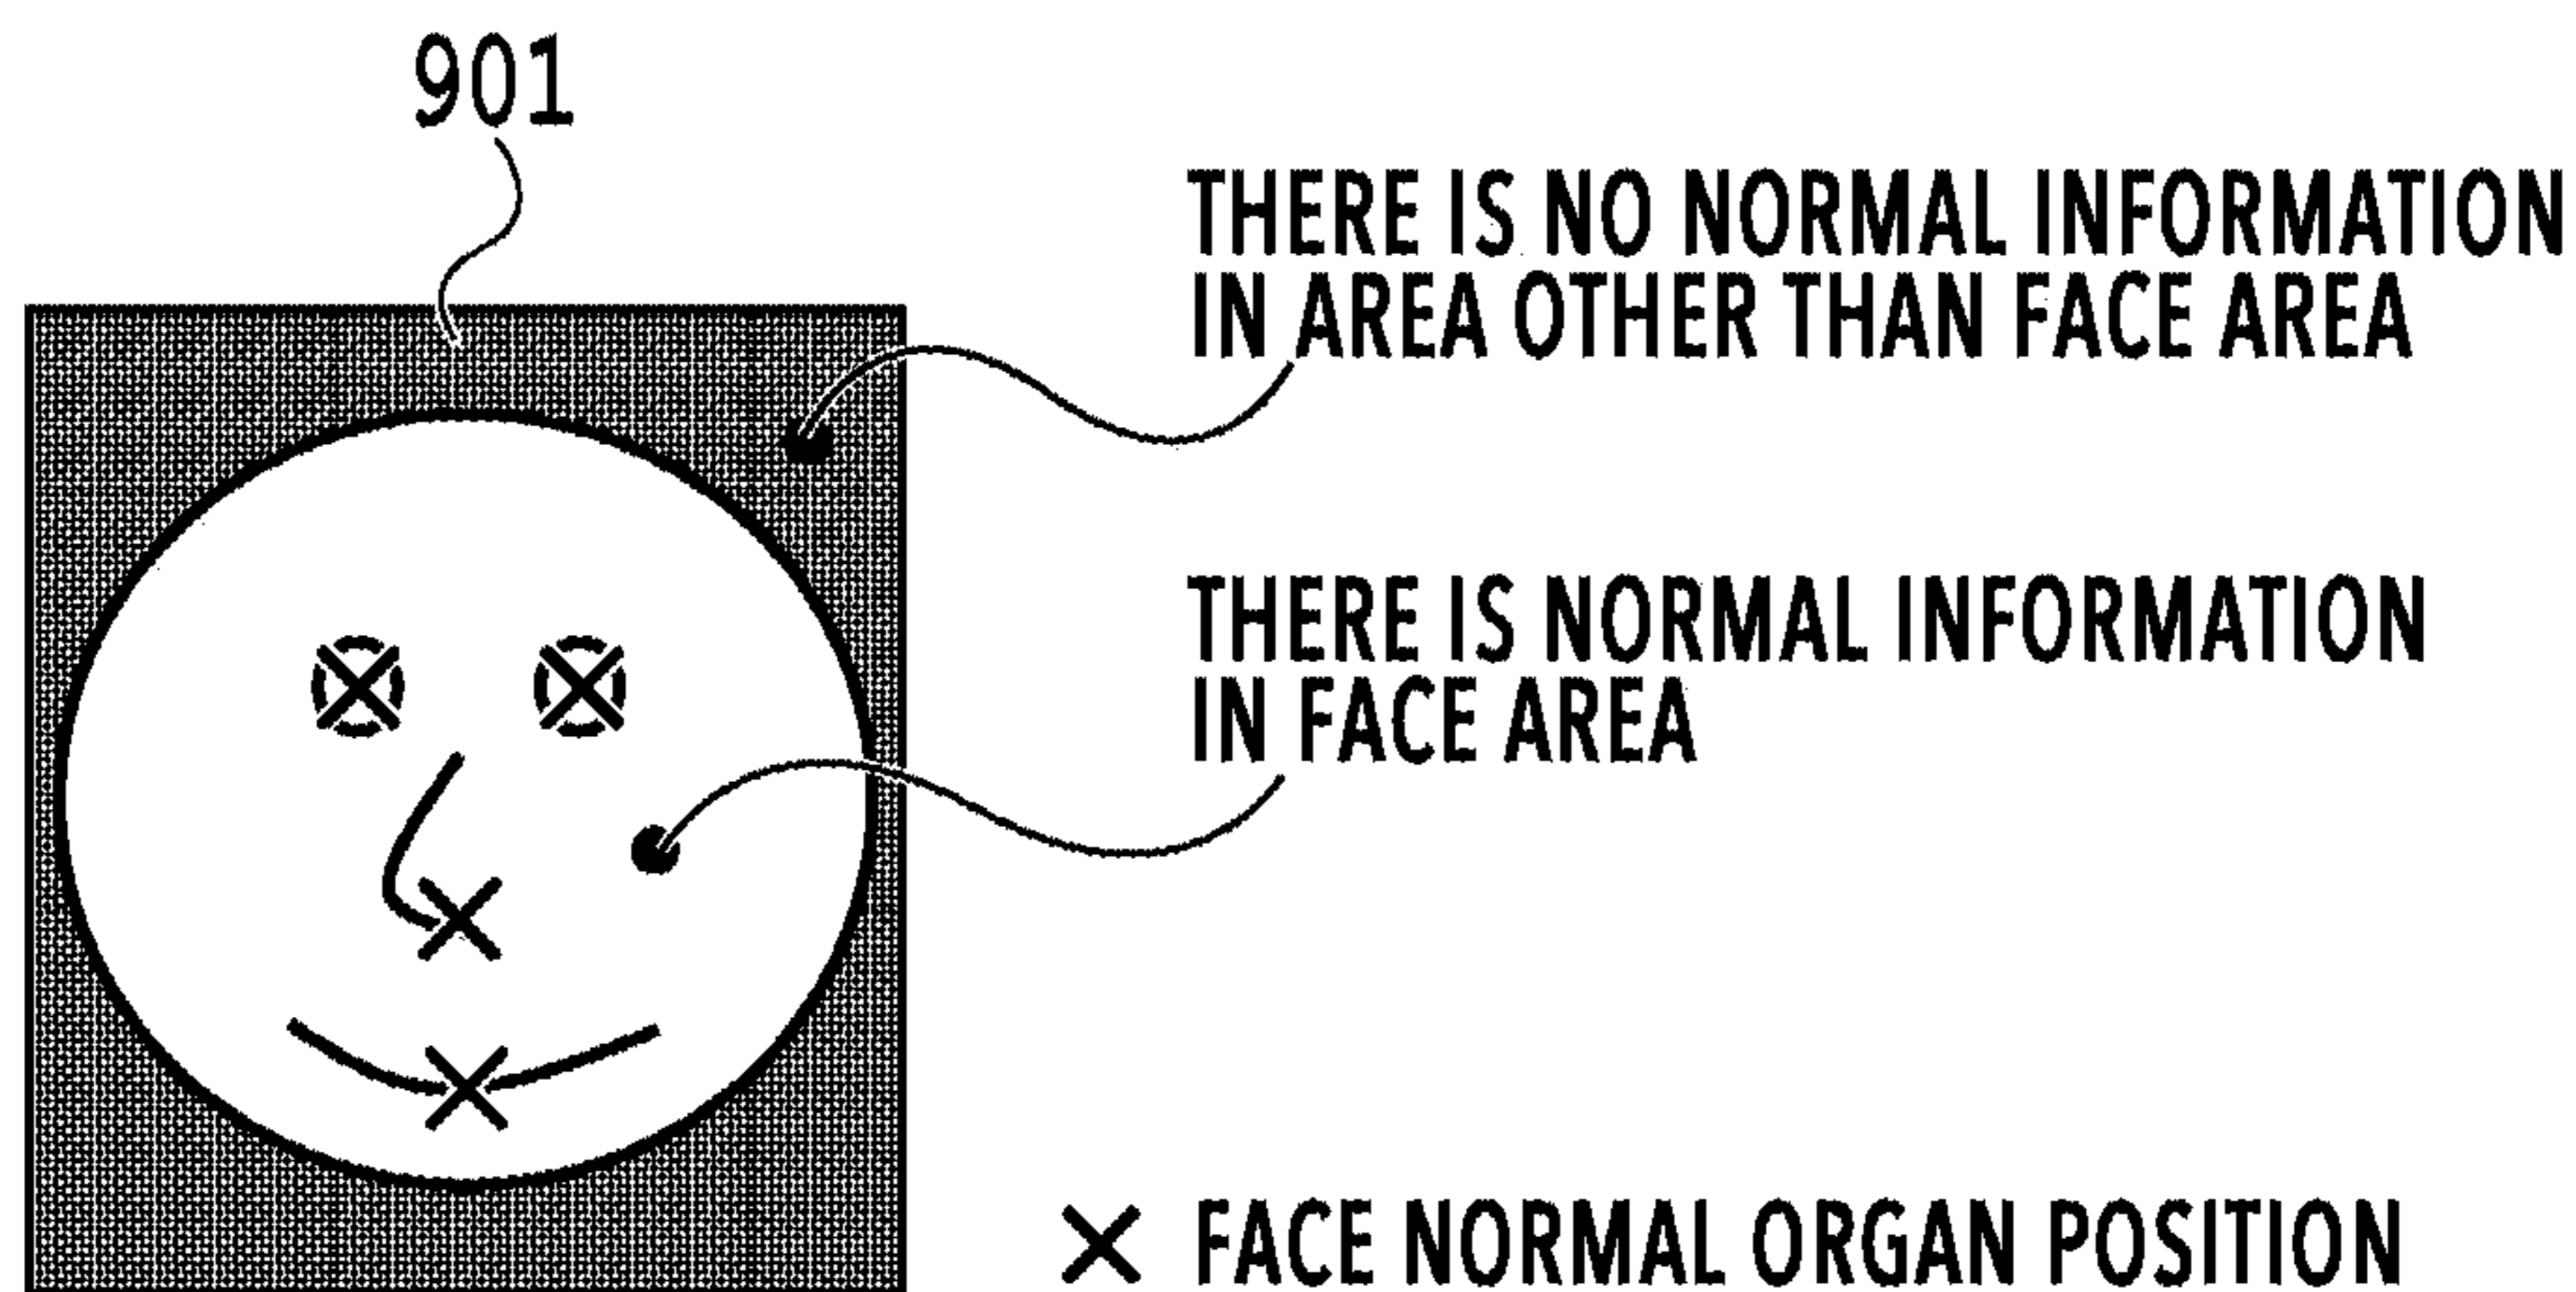 901
THERE IS NO NORMAL INFORMATION
IN AREA OTHER THAN FACE AREA
THERE IS NORMAL INFORMATION
IN FACE AREA
× FACE NORMAL ORGAN POSITION